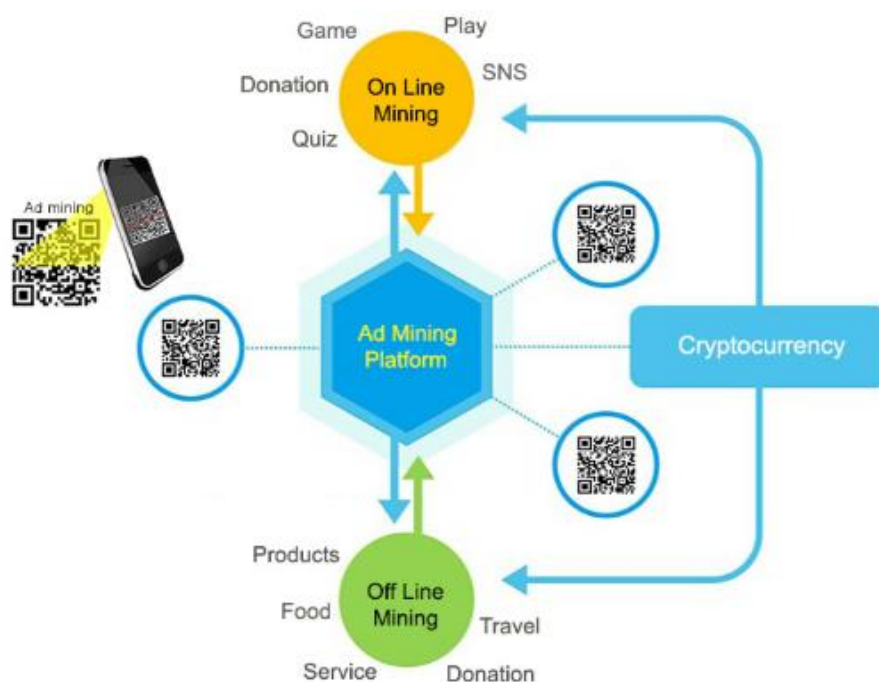 Game
Play
Donation
On Line
Mining
SNS
Quiz
Ad mining
Ad Mining
Platform
Cryptocurrency
Products
Off Line
Mining
Food
Travel
Service
Donation